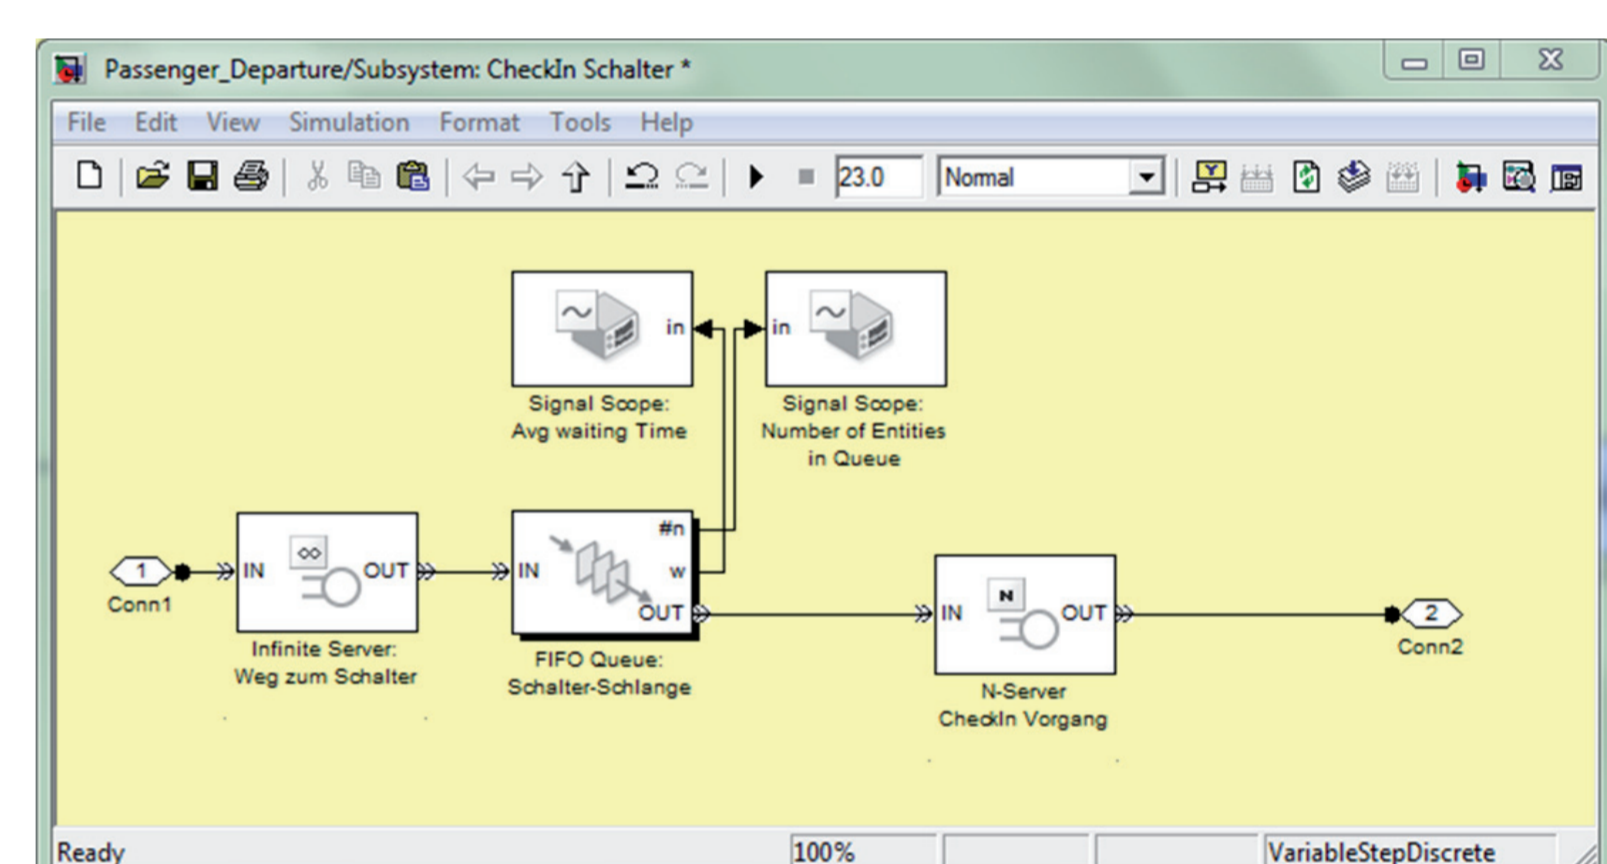 Passenger_Departure/Subsystem: CheckIn Schalter *
File Edit View Simulation Format Tools Help
23.0 Normal
in
in
Signal Scope:
Avg waiting Time
Signal Scope:
Number of Entities
in Queue
1
Conn1
IN ∞ OUT
Infinite Server:
Weg zum Schalter
IN #n w OUT
FIFO Queue:
Schalter-Schlange
IN N OUT
N-Server
CheckIn Vorgang
2
Conn2
Ready 100% VariableStepDiscrete